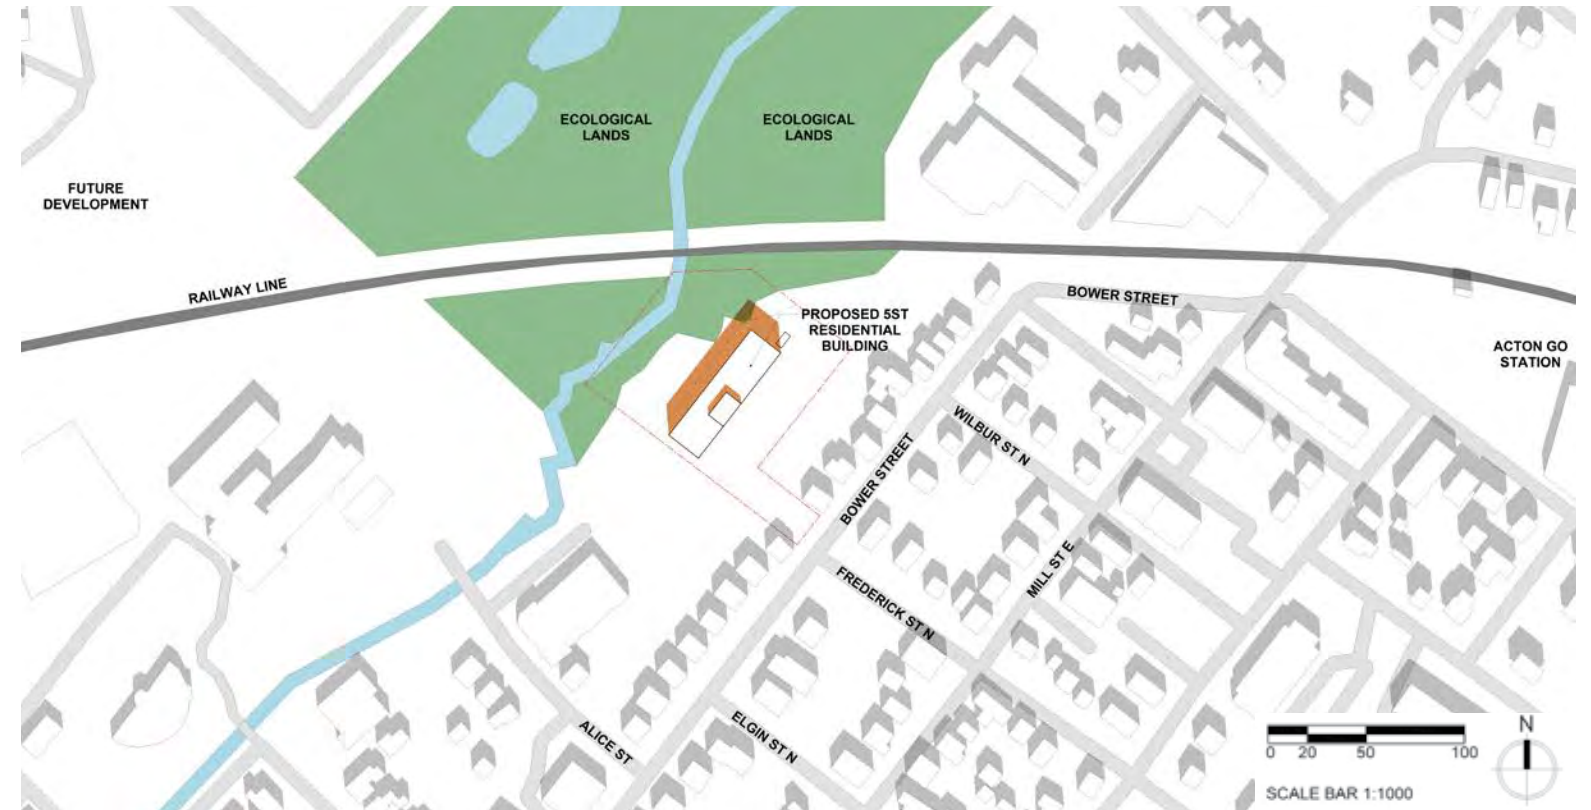 ECOLOGICAL
LANDS
ECOLOGICAL
LANDS
FUTURE
DEVELOPMENT
RAILWAY LINE
BOWER STREET
PROPOSED 5ST
RESIDENTIAL
BUILDING
ACTON GO
STATION
WILBUR ST N
BOWER STREET
MILL ST E
FREDERICK ST N
ELGIN ST N
ALICE ST
N
0 20 50 100
SCALE BAR 1:1000